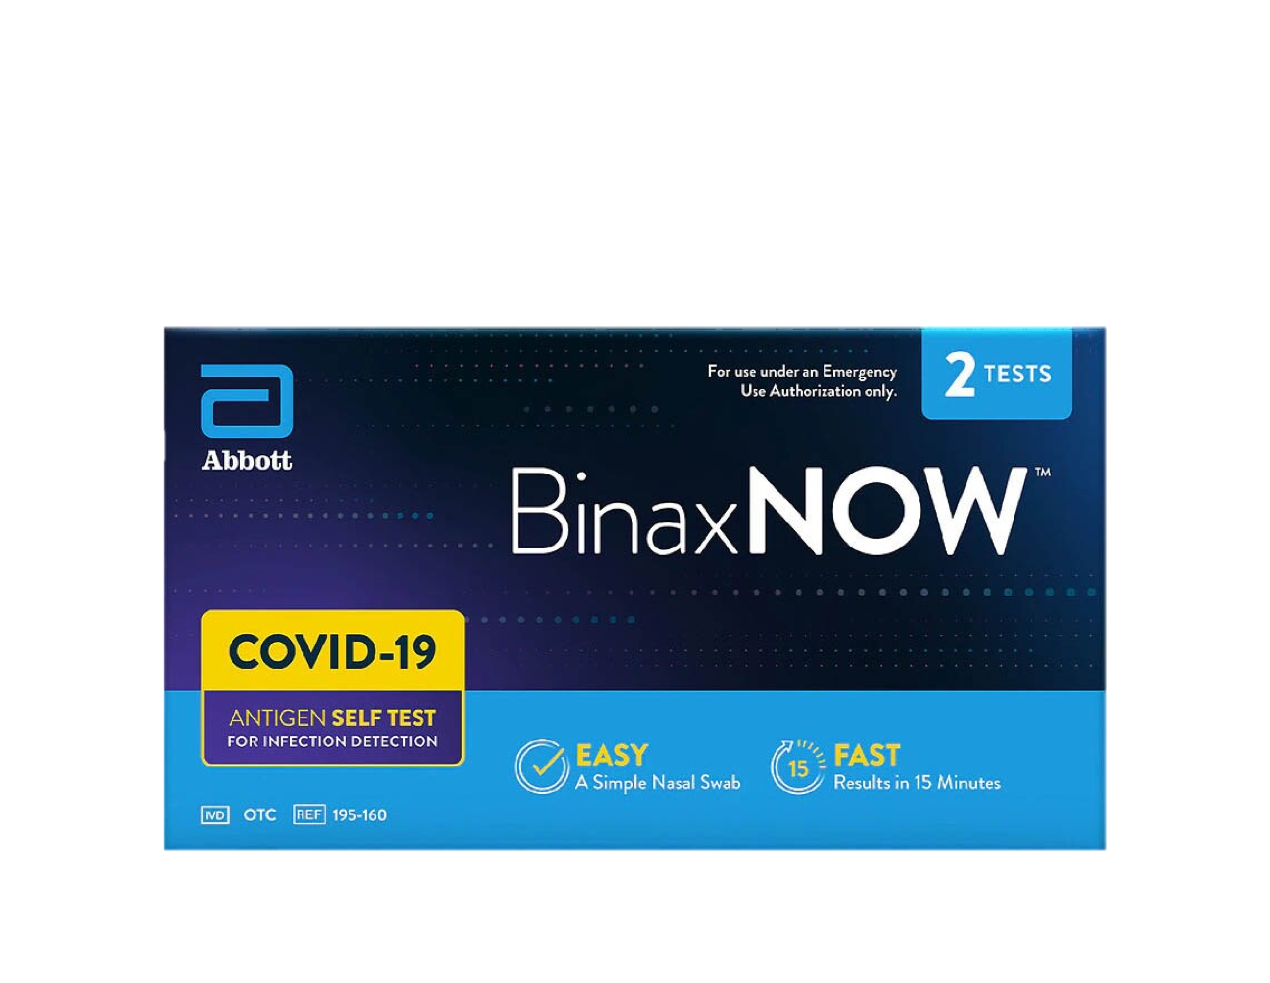 Abbott
For use under an Emergency
Use Authorization only.
2 TESTS
BinaxNOW™
COVID-19
ANTIGEN SELF TEST
FOR INFECTION DETECTION
EASY
A Simple Nasal Swab
15
FAST
Results in 15 Minutes
IVD OTC REF 195-160